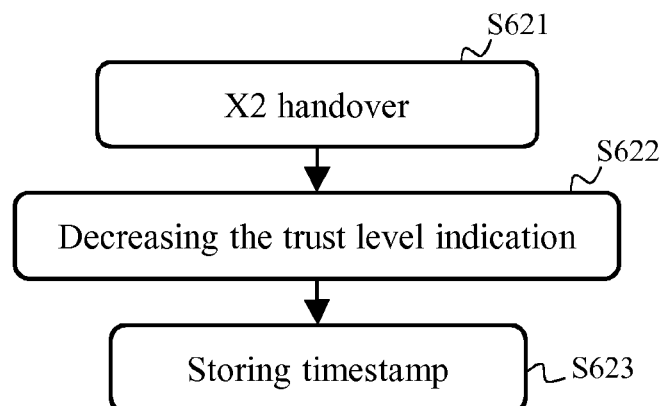 S621
X2 handover
S622
Decreasing the trust level indication
Storing timestamp
S623